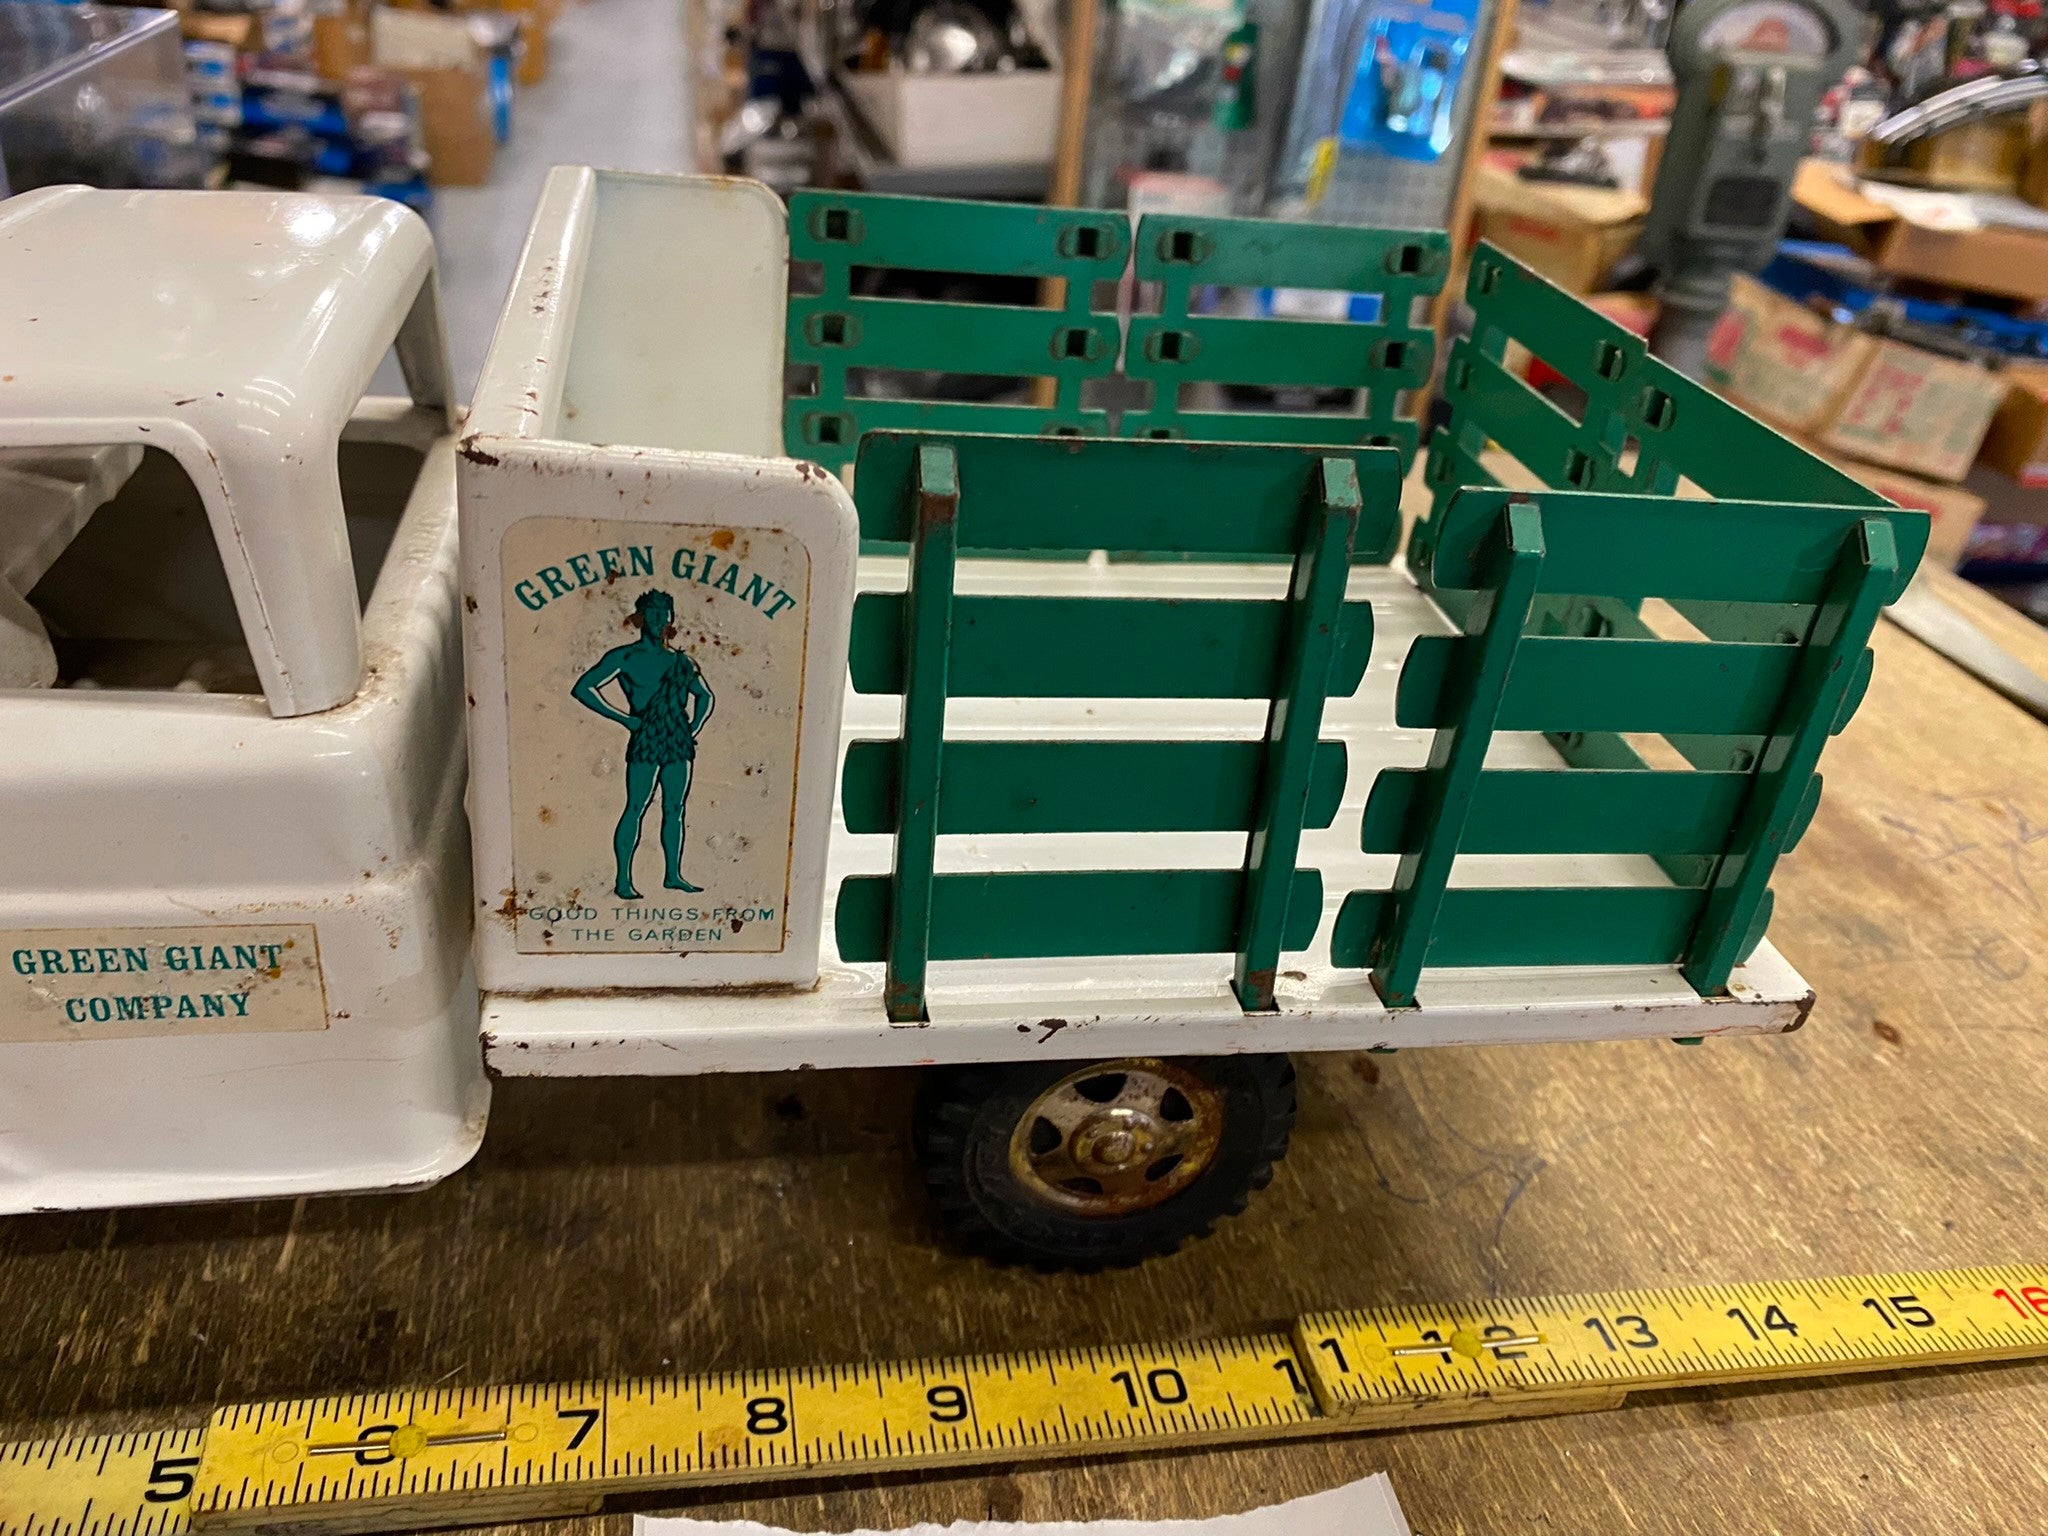 GREEN GIANT
GOOD THINGS FROM
THE GARDEN
GREEN GIANT
COMPANY
5 6 7 8 9 10 11 12 13 14 15 16